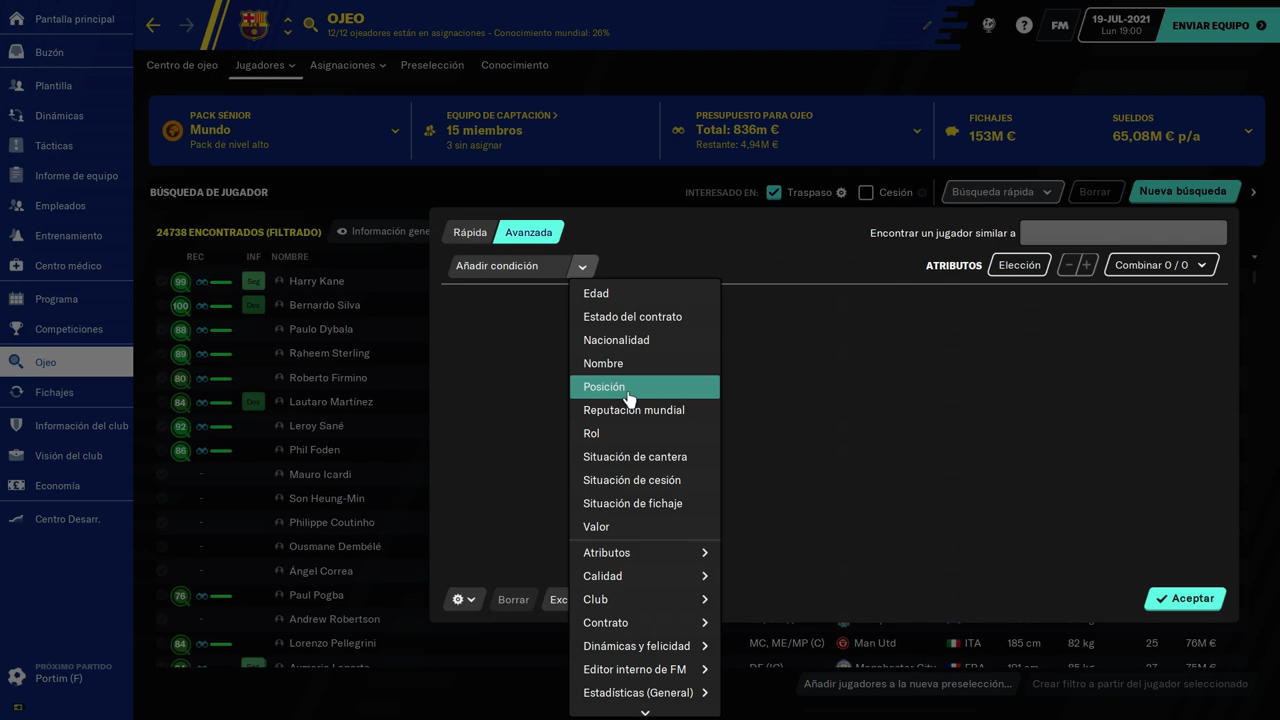 Pantalla principal
Buzón
Plantilla
Dinámicas
Tácticas
Informe de equipo
Empleados
Entrenamiento
Centro médico
Programa
Competiciones
Ojeo
Fichajes
Información del club
Visión del club
Economía
Centro Desarr.
PRÓXIMO PARTIDO
Portim (F)
OJEO
12/12 ojeadores están en asignaciones - Conocimiento mundial: 26%
FM
19-JUL-2021
Lun 19:00
ENVIAR EQUIPO
Centro de ojeo
Jugadores
Asignaciones
Preselección
Conocimiento
PACK SÉNIOR
Mundo
Pack de nivel alto
EQUIPO DE CAPTACIÓN >
15 miembros
3 sin asignar
PRESUPUESTO PARA OJEO
Total: 836m €
Restante: 4,94M €
FICHAJES
153M €
SUELDOS
65,08M € p/a
BÚSQUEDA DE JUGADOR
INTERESADO EN:
Traspaso
Cesión
Búsqueda rápida
Borrar
Nueva búsqueda
24738 ENCONTRADOS (FILTRADO)
Información gene
REC INF NOMBRE
99 Seg Harry Kane
100 Des Bernardo Silva
88 Paulo Dybala
89 Raheem Sterling
80 Roberto Firmino
84 Des Lautaro Martínez
92 Leroy Sané
86 Phil Foden
- Mauro Icardi
- Son Heung-Min
- Philippe Coutinho
- Ousmane Dembélé
- Ángel Correa
76 Paul Pogba
- Andrew Robertson
84 Lorenzo Pellegrini MC, ME/MP (C) Man Utd ITA 185 cm 82 kg 25 76M €
Rápida
Avanzada
Encontrar un jugador similar a
Añadir condición
ATRIBUTOS
Elección
−/+
Combinar 0 / 0
Edad
Estado del contrato
Nacionalidad
Nombre
Posición
Reputación mundial
Rol
Situación de cantera
Situación de cesión
Situación de fichaje
Valor
Atributos
Calidad
Club
Contrato
Dinámicas y felicidad
Editor interno de FM
Estadísticas (General)
Borrar
Exc
Aceptar
Añadir jugadores a la nueva preselección...
Crear filtro a partir del jugador seleccionado